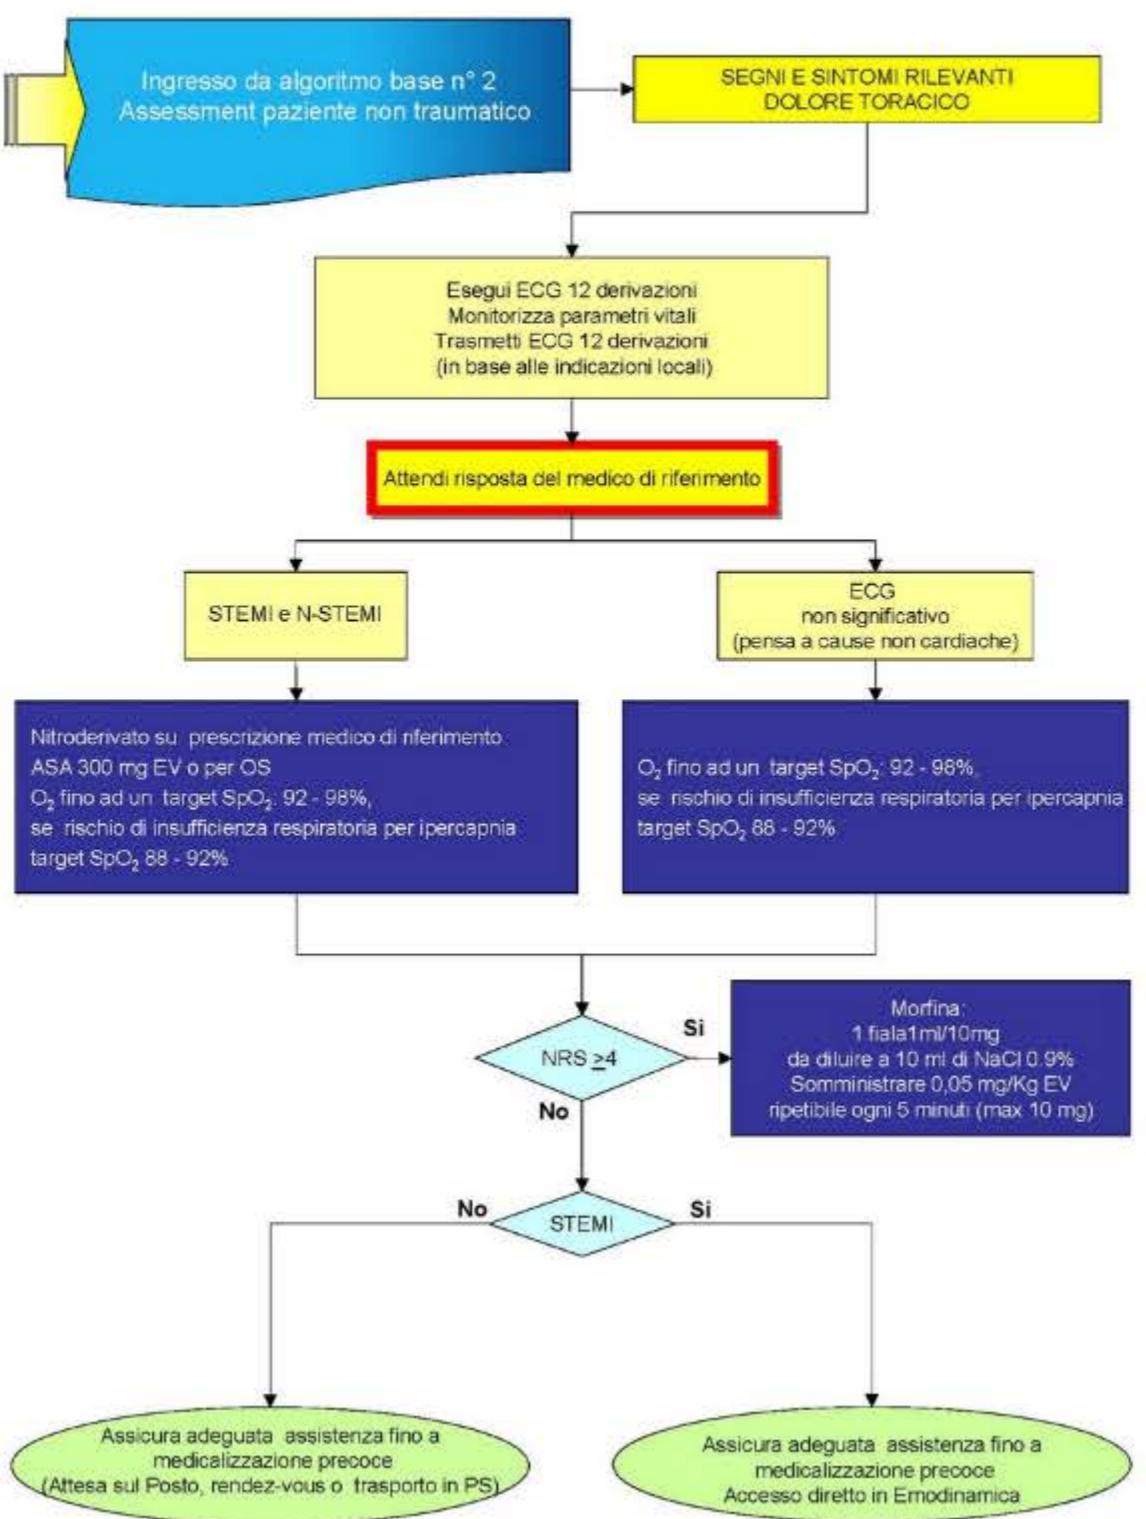 Ingresso da algoritmo base n° 2
Assessment paziente non traumatico
SEGNI E SINTOMI RILEVANTI
DOLORE TORACICO
Esegui ECG 12 derivazioni
Monitorizza parametri vitali
Trasmetti ECG 12 derivazioni
(in base alle indicazioni locali)
Attendi risposta del medico di riferimento
STEMI e N-STEMI
ECG
non significativo
(pensa a cause non cardiache)
Nitroderivato su prescrizione medico di riferimento
ASA 300 mg EV o per OS
O₂ fino ad un target SpO₂: 92 - 98%,
se rischio di insufficienza respiratoria per ipercapnia
target SpO₂ 88 - 92%
O₂ fino ad un target SpO₂: 92 - 98%,
se rischio di insufficienza respiratoria per ipercapnia
target SpO₂ 88 - 92%
NRS ≥4
Si
No
Morfina:
1 fiala1ml/10mg
da diluire a 10 ml di NaCl 0.9%
Somministrare 0,05 mg/Kg EV
ripetibile ogni 5 minuti (max 10 mg)
No
STEMI
Si
Assicura adeguata assistenza fino a
medicalizzazione precoce
(Attesa sul Posto, rendez-vous o trasporto in PS)
Assicura adeguata assistenza fino a
medicalizzazione precoce
Accesso diretto in Emodinamica